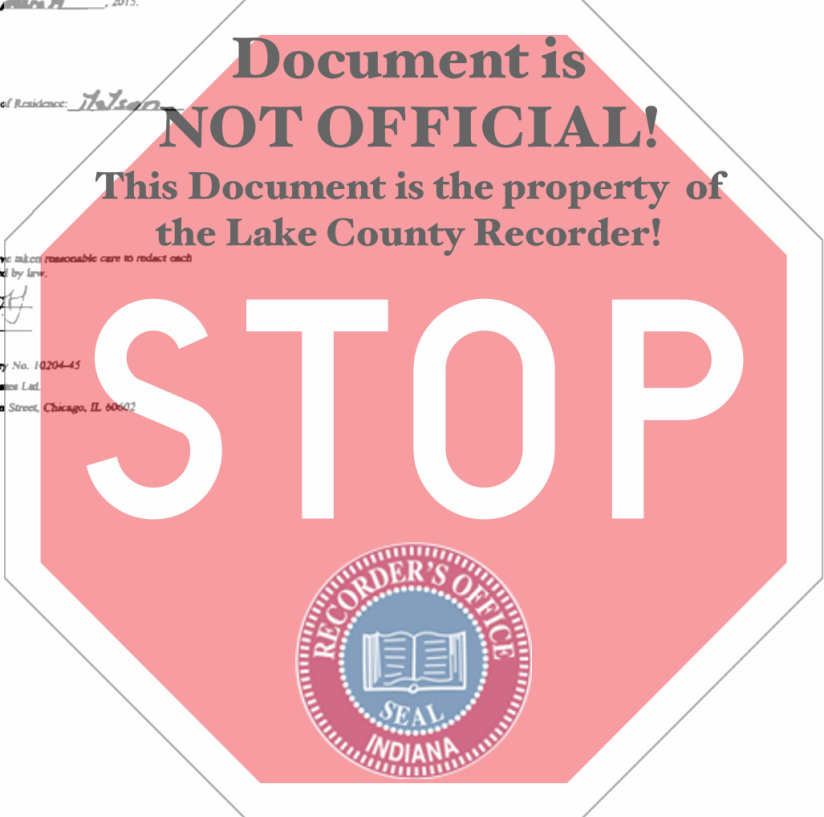 , 2015.
Document is
NOT OFFICIAL!
of Residence:
This Document is the property of
the Lake County Recorder!
taken reasonable care to redact each
by law.
STOP
No. 10204-45
Ltd.
Street, Chicago, IL 60602
RECORDER'S OFFICE
SEAL
INDIANA